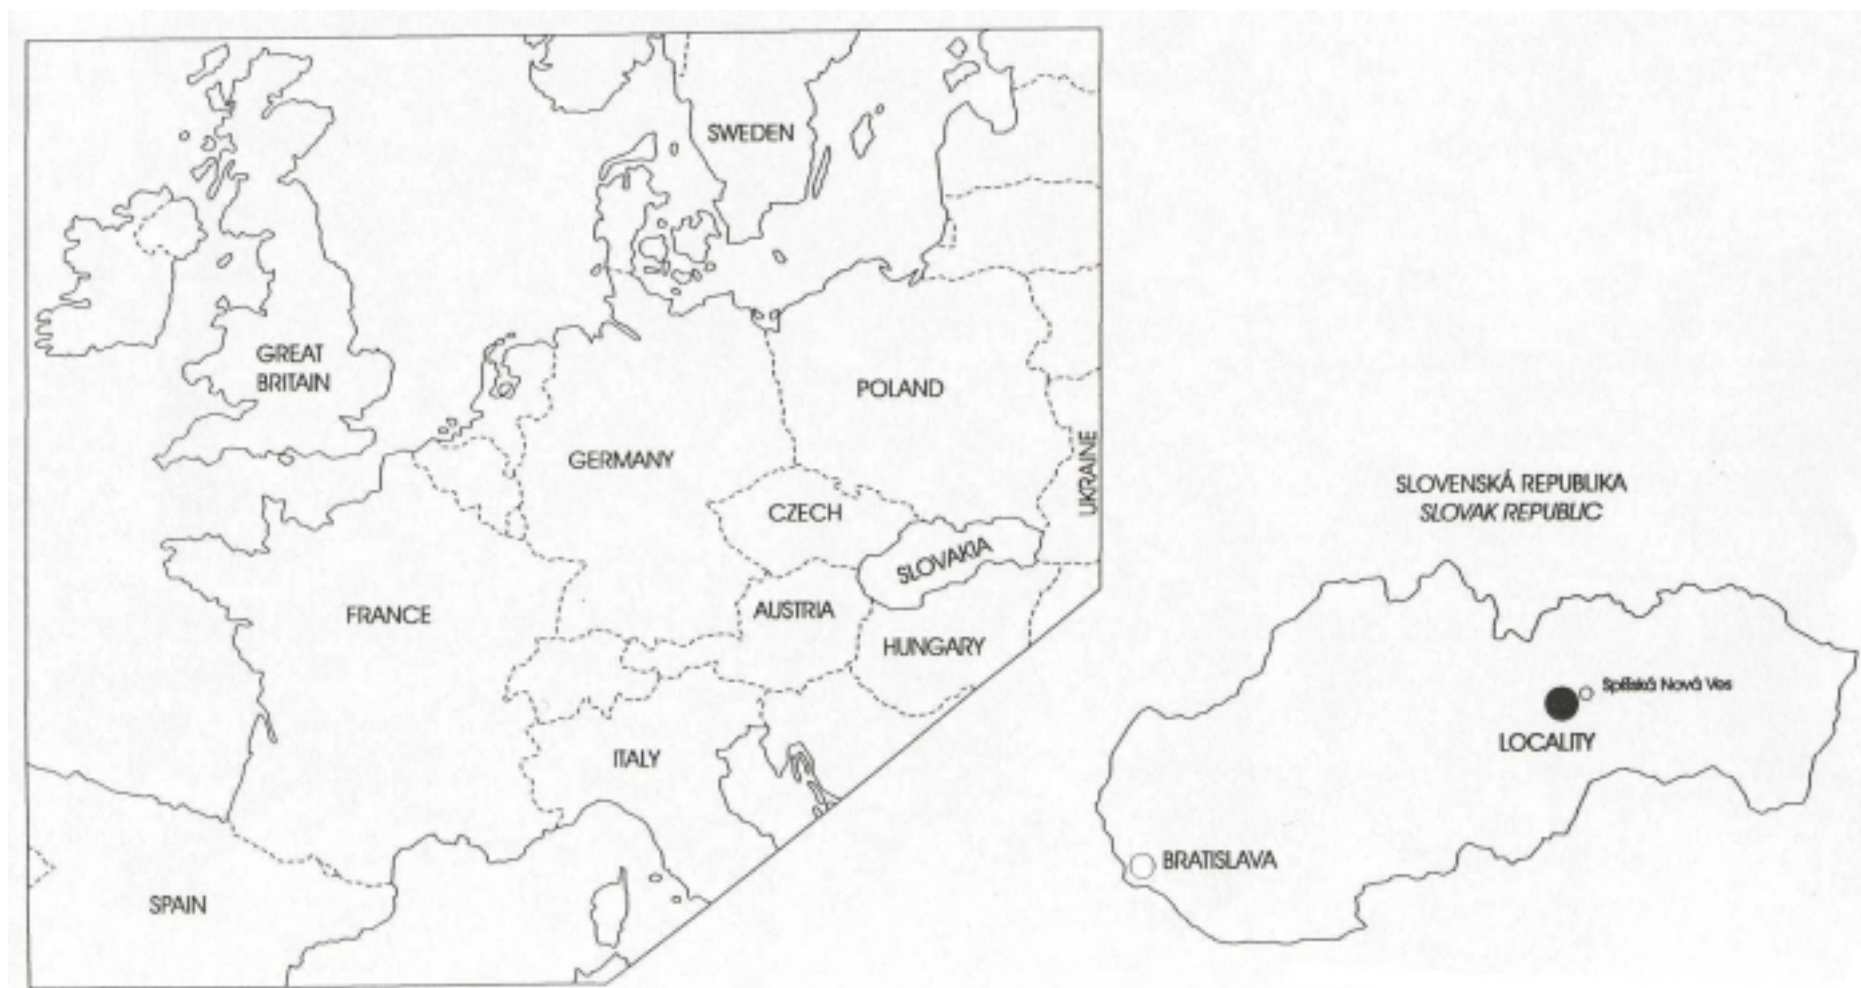 SWEDEN
GREAT
BRITAIN
POLAND
GERMANY
UKRAINE
CZECH
SLOVAKIA
FRANCE
AUSTRIA
HUNGARY
ITALY
SPAIN
SLOVENSKÁ REPUBLIKA
SLOVAK REPUBLIC
Spišská Nová Ves
LOCALITY
BRATISLAVA